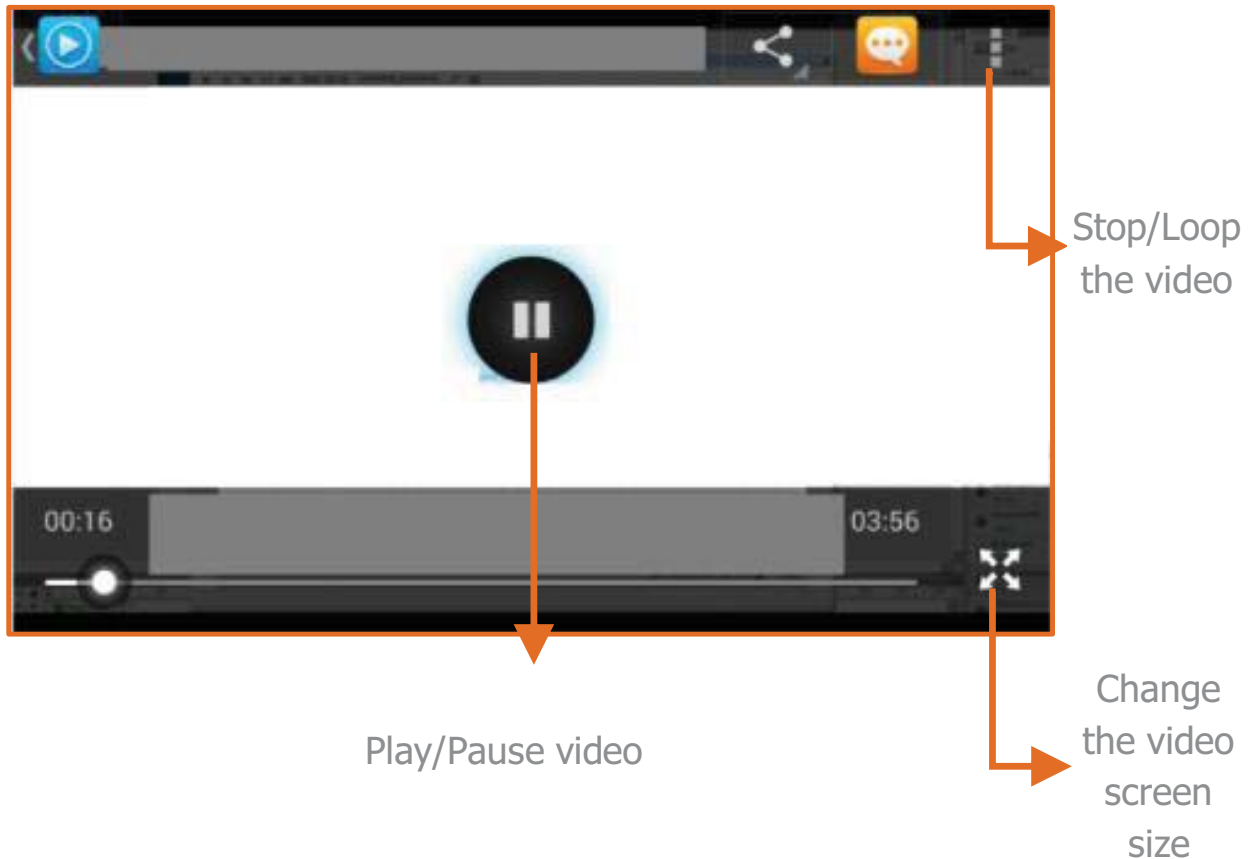 Stop/Loop
the video
00:16
03:56
Play/Pause video
Change
the video
screen
size